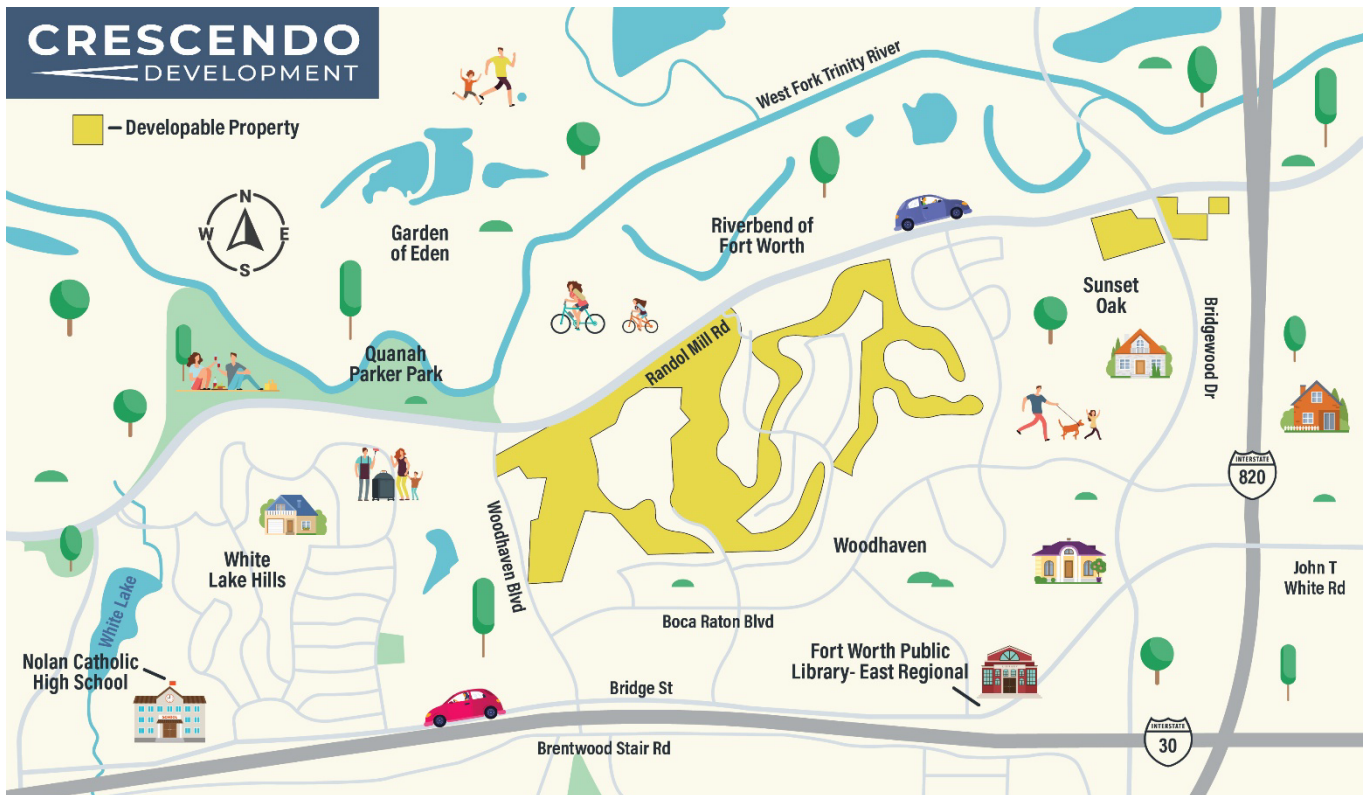 CRESCENDO
DEVELOPMENT
– Developable Property
N
W E
S
West Fork Trinity River
Garden
of Eden
Riverbend of
Fort Worth
Quanah
Parker Park
Randol Mill Rd
Sunset
Oak
Bridgewood Dr
INTERSTATE
820
White
Lake Hills
Woodhaven Blvd
Woodhaven
John T
White Rd
White Lake
Boca Raton Blvd
Nolan Catholic
High School
SCHOOL
Fort Worth Public
Library- East Regional
Bridge St
Brentwood Stair Rd
INTERSTATE
30